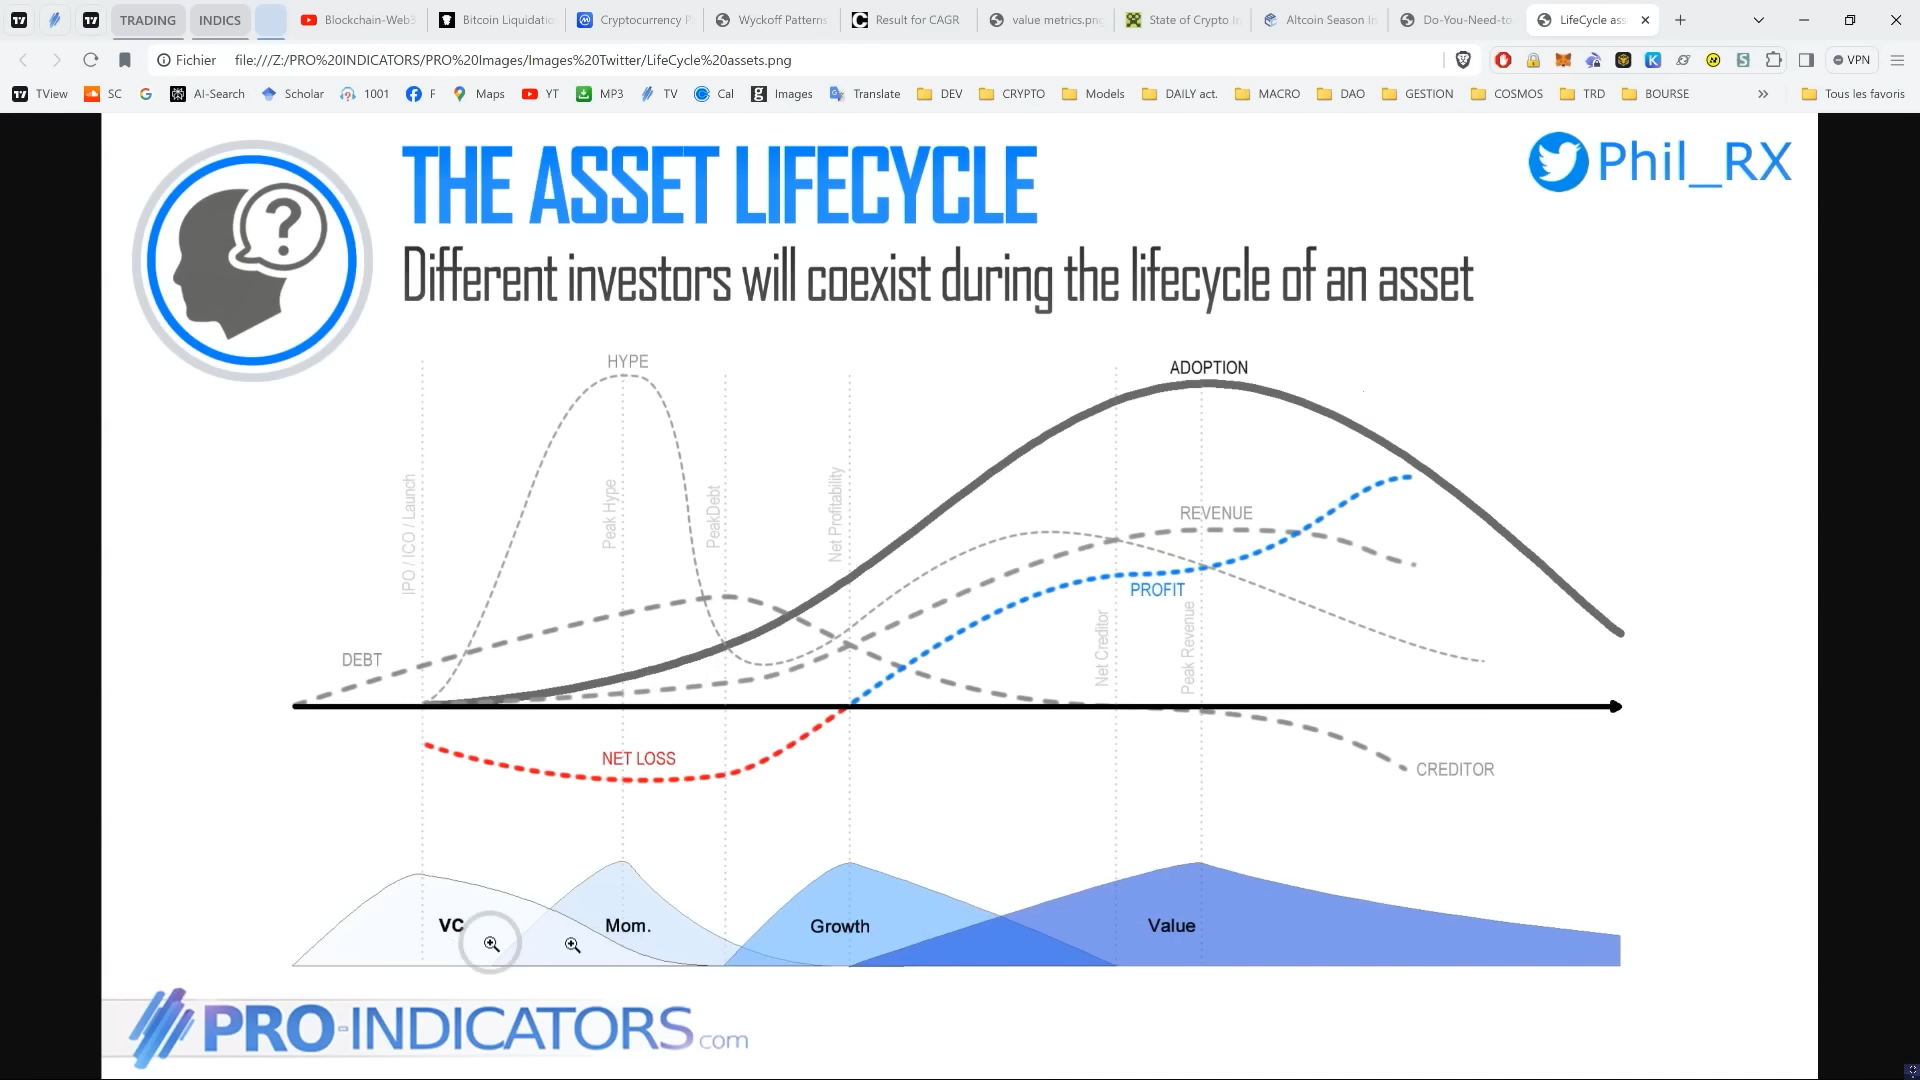 TRADING
INDICS
Blockchain-Web3
Bitcoin Liquidatio
Cryptocurrency P
Wyckoff Patterns
Result for CAGR
value metrics.png
State of Crypto In
Altcoin Season In
Do-You-Need-to
LifeCycle ass
Fichier
file:///Z:/PRO%20INDICATORS/PRO%20Images/Images%20Twitter/LifeCycle%20assets.png
VPN
TView
SC
AI-Search
Scholar
1001
F
Maps
YT
MP3
TV
Cal
Images
Translate
DEV
CRYPTO
Models
DAILY act.
MACRO
DAO
GESTION
COSMOS
TRD
BOURSE
Tous les favoris
THE ASSET LIFECYCLE
Phil_RX
Different investors will coexist during the lifecycle of an asset
HYPE
ADOPTION
IPO / ICO / Launch
Peak Hype
PeakDebt
Net Profitability
REVENUE
PROFIT
Net Creditor
Peak Revenue
DEBT
NET LOSS
CREDITOR
VC
Mom.
Growth
Value
PRO-INDICATORS.com